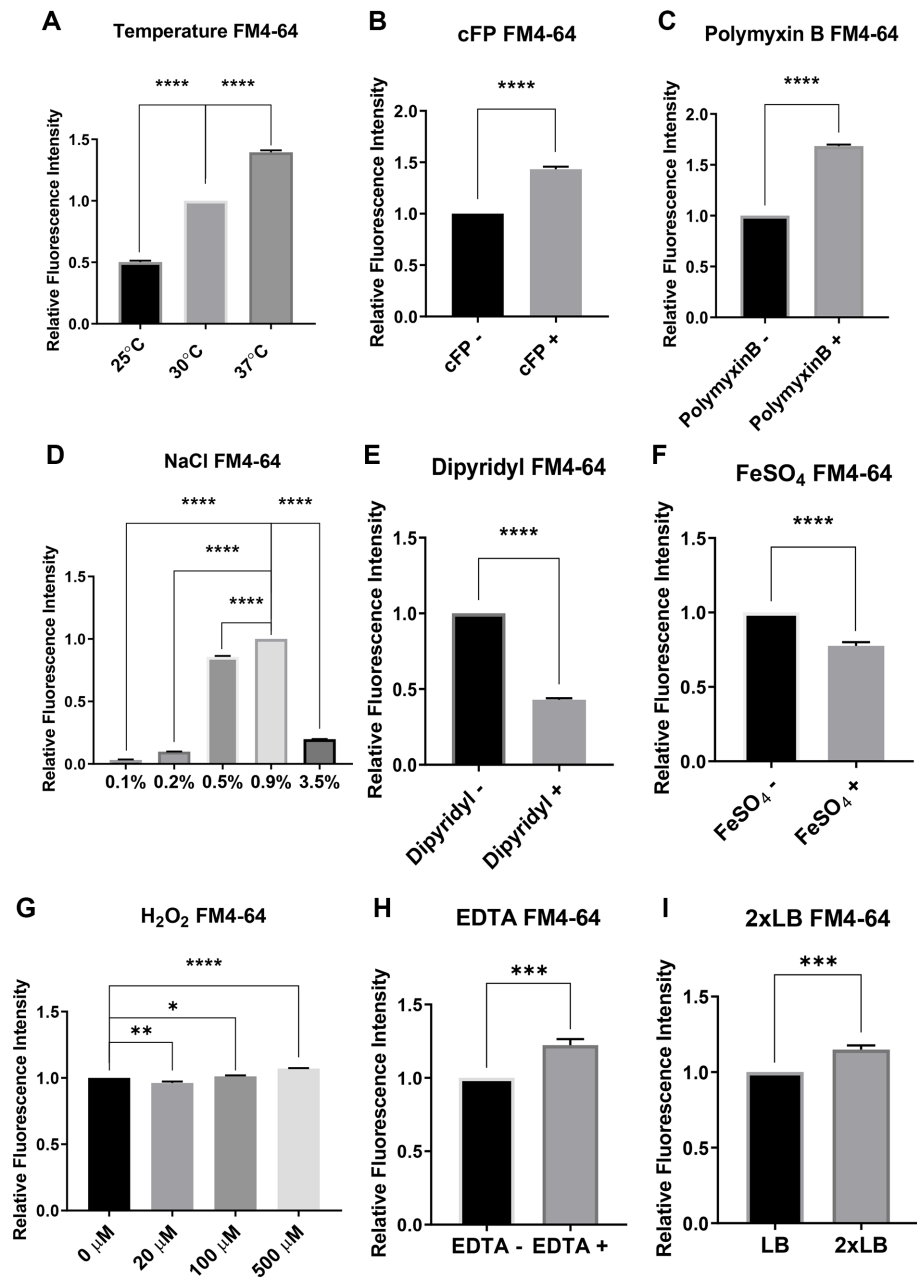 A
Temperature FM4-64
**** ****
Relative Fluorescence Intensity
1.5
1.0
0.5
0.0
25°C
30°C
37°C
B
cFP FM4-64
****
Relative Fluorescence Intensity
2.0
1.5
1.0
0.5
0.0
cFP -
cFP +
C
Polymyxin B FM4-64
****
Relative Fluorescence Intensity
2.0
1.5
1.0
0.5
0.0
PolymyxinB -
PolymyxinB +
D
NaCl FM4-64
**** ****
****
****
Relative Fluorescence Intensity
1.5
1.0
0.5
0.0
0.1% 0.2% 0.5% 0.9% 3.5%
E
Dipyridyl FM4-64
****
Relative Fluorescence Intensity
1.5
1.0
0.5
0.0
Dipyridyl -
Dipyridyl +
F
FeSO₄ FM4-64
****
Relative Fluorescence Intensity
1.5
1.0
0.5
0.0
FeSO₄ -
FeSO₄ +
G
H₂O₂ FM4-64
****
*
**
Relative Fluorescence Intensity
1.5
1.0
0.5
0.0
0 µM
20 µM
100 µM
500 µM
H
EDTA FM4-64
***
Relative Fluorescence Intensity
1.5
1.0
0.5
0.0
EDTA - EDTA +
I
2xLB FM4-64
***
Relative Fluorescence Intensity
1.5
1.0
0.5
0.0
LB 2xLB